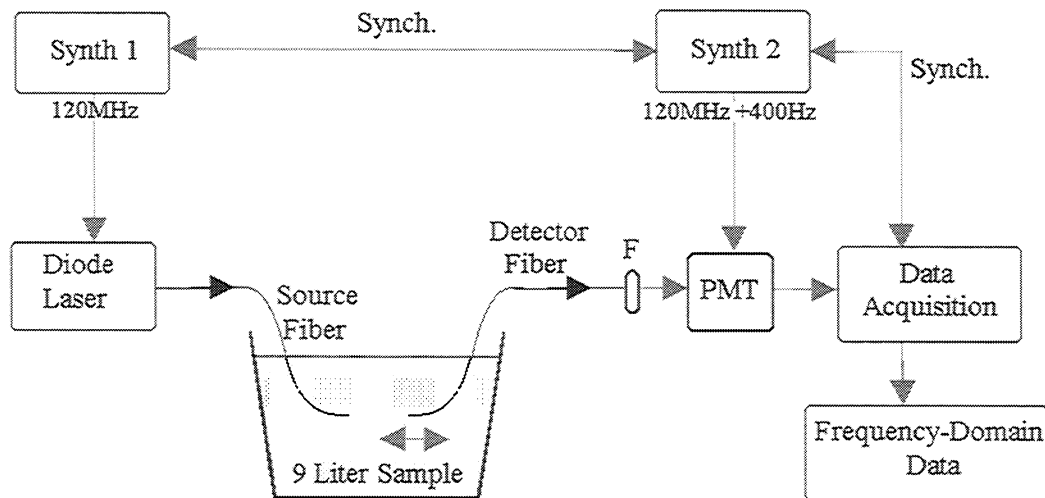 Synth 1
Synch.
Synth 2
Synch.
120MHz
120MHz +400Hz
Diode
Laser
Source
Fiber
Detector
Fiber
F
PMT
Data
Acquisition
9 Liter Sample
Frequency-Domain
Data